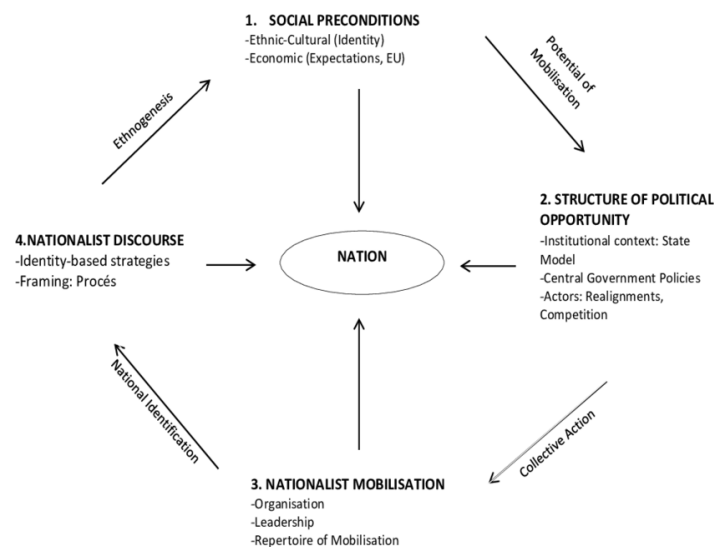 1. SOCIAL PRECONDITIONS
-Ethnic-Cultural (Identity)
-Economic (Expectations, EU)
Potential of
Mobilisation
Ethnogenesis
2. STRUCTURE OF POLITICAL
OPPORTUNITY
-Institutional context: State
Model
-Central Government Policies
-Actors: Realignments,
Competition
4.NATIONALIST DISCOURSE
-Identity-based strategies
-Framing: Procés
NATION
National Identification
Collective Action
3. NATIONALIST MOBILISATION
-Organisation
-Leadership
-Repertoire of Mobilisation